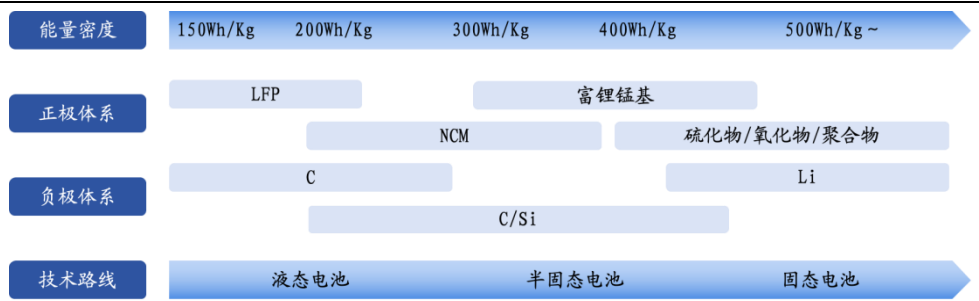 能量密度 150Wh/Kg 200Wh/Kg 300Wh/Kg 400Wh/Kg 500Wh/Kg~
正极体系
LFP 富锂锰基
NCM 硫化物/氧化物/聚合物
负极体系
C Li
C/Si
技术路线 液态电池 半固态电池 固态电池